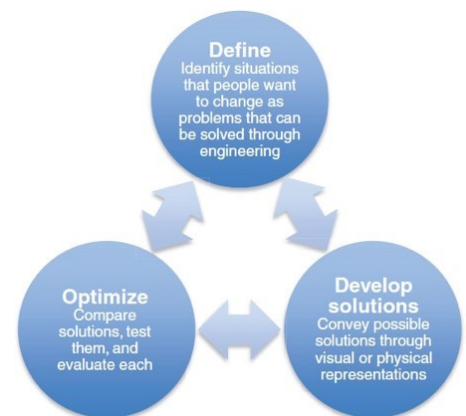 Define
Identify situations
that people want
to change as
problems that can
be solved through
engineering
Optimize
Compare
solutions, test
them, and
evaluate each
Develop
solutions
Convey possible
solutions through
visual or physical
representations